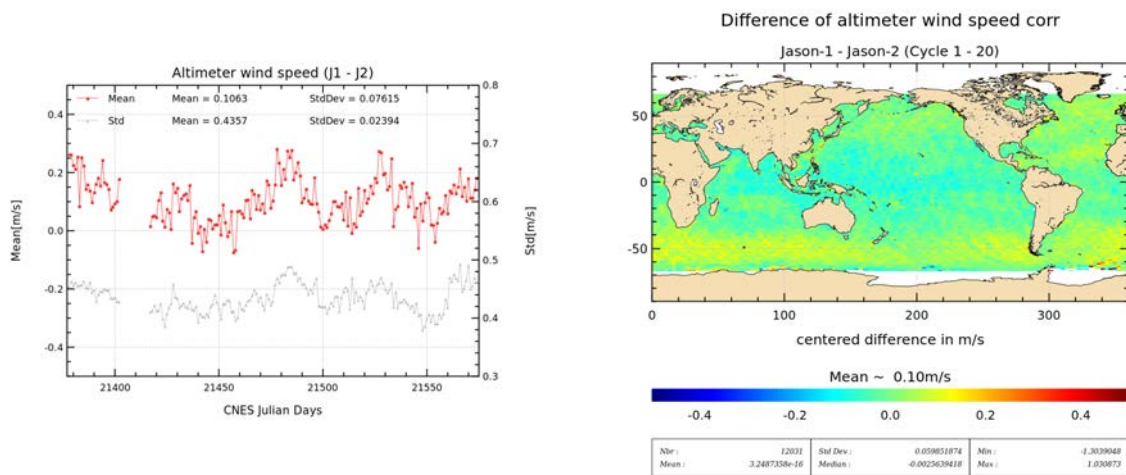 Altimeter wind speed (J1 - J2)
Mean Mean = 0.1063 StdDev = 0.07615
Std Mean = 0.4357 StdDev = 0.02394
0.4
0.2
0.0
-0.2
-0.4
Mean[m/s]
0.8
0.7
0.6
0.5
0.4
0.3
Std[m/s]
21400 21450 21500 21550
CNES Julian Days
Difference of altimeter wind speed corr
Jason-1 - Jason-2 (Cycle 1 - 20)
50
0
-50
0 100 200 300
centered difference in m/s
Mean ~ 0.10m/s
-0.4 -0.2 0.0 0.2 0.4
Nbr : 12031 Std Dev : 0.059851874 Min : -1.3039048
Mean : 3.2487358e-16 Median : -0.0025639418 Max : 1.030873